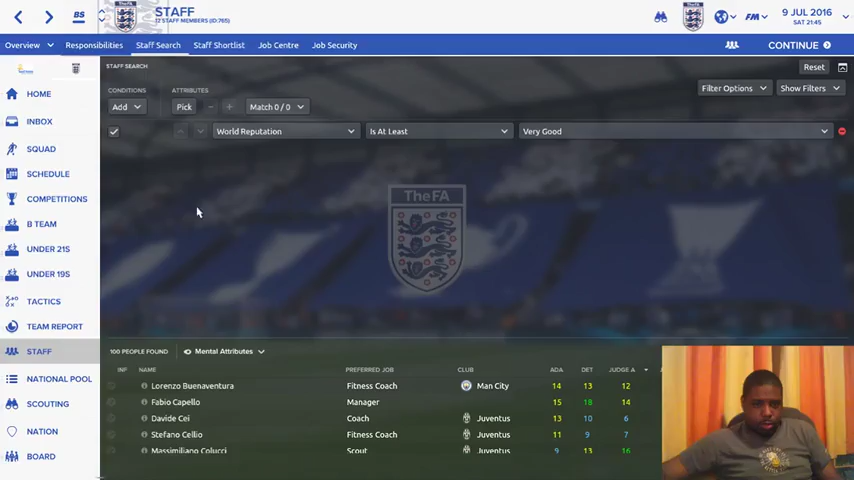 BS
STAFF
17 STAFF MEMBERS (ID:765)
FM
9 JUL 2016
SAT 21:45
Overview
Responsibilities
Staff Search
Staff Shortlist
Job Centre
Job Security
CONTINUE
STAFF SEARCH
Reset
CONDITIONS
ATTRIBUTES
Filter Options
Show Filters
Add
Pick
Match 0 / 0
World Reputation
Is At Least
Very Good
HOME
INBOX
SQUAD
SCHEDULE
COMPETITIONS
B TEAM
UNDER 21S
UNDER 19S
TACTICS
TEAM REPORT
STAFF
NATIONAL POOL
SCOUTING
NATION
BOARD
The FA
100 PEOPLE FOUND
Mental Attributes
INF NAME PREFERRED JOB CLUB ADA DET JUDGE A
Lorenzo Buenaventura Fitness Coach Man City 14 13 12
Fabio Capello Manager 15 18 14
Davide Cei Coach Juventus 13 10 6
Stefano Cellio Fitness Coach Juventus 11 9 7
Massimiliano Colucci Scout Juventus 9 13 16